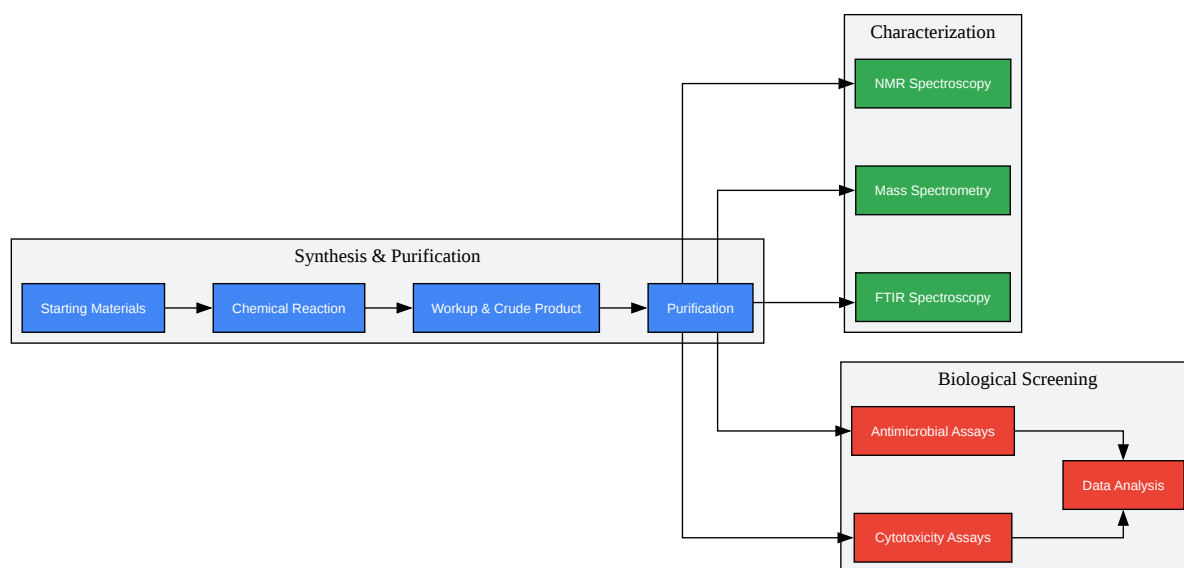 Characterization
NMR Spectroscopy
Mass Spectrometry
FTIR Spectroscopy
Synthesis & Purification
Starting Materials
Chemical Reaction
Workup & Crude Product
Purification
Biological Screening
Antimicrobial Assays
Data Analysis
Cytotoxicity Assays